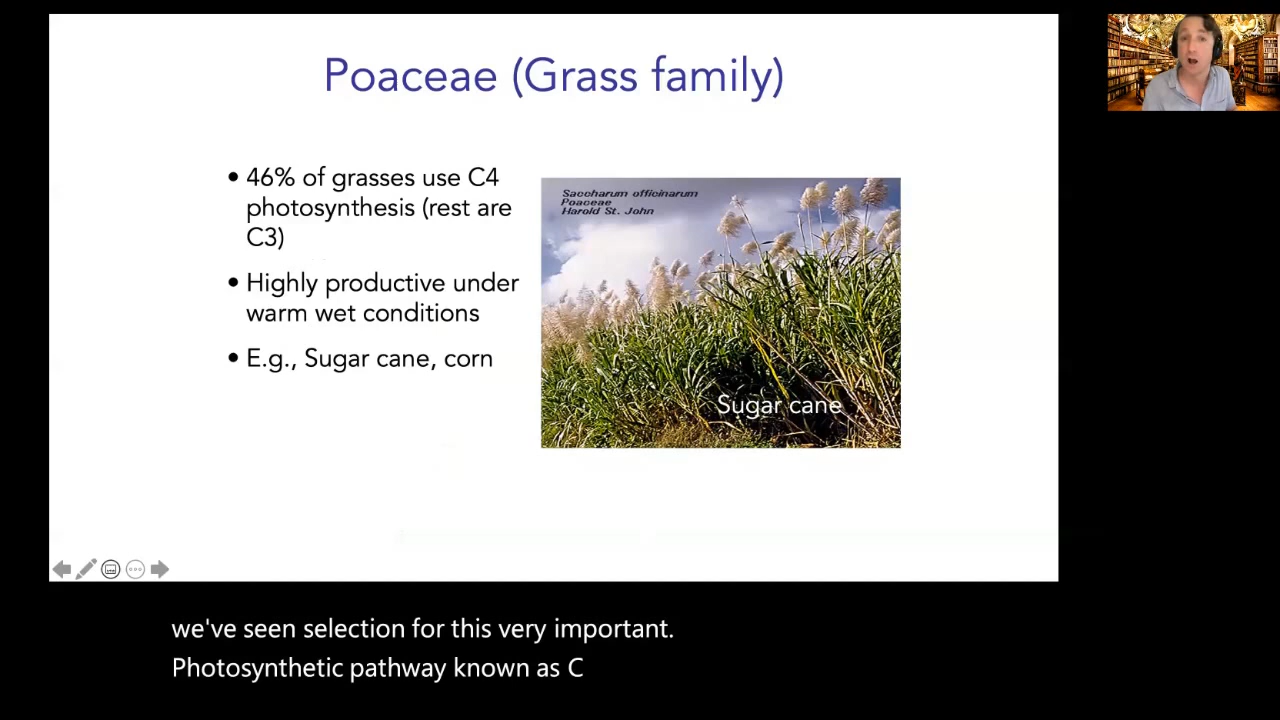 Poaceae (Grass family)
• 46% of grasses use C4
photosynthesis (rest are
C3)
• Highly productive under
warm wet conditions
• E.g., Sugar cane, corn
Saccharum officinarum
Poaceae
Harold St. John
Sugar cane
we've seen selection for this very important.
Photosynthetic pathway known as C